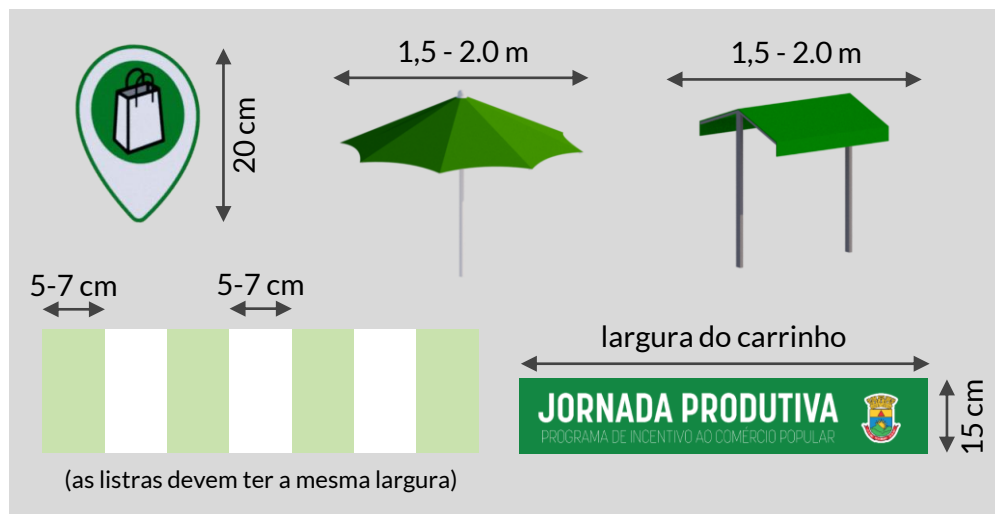 1,5 - 2.0 m
1,5 - 2.0 m
20 cm
5-7 cm
5-7 cm
(as listras devem ter a mesma largura)
largura do carrinho
JORNADA PRODUTIVA
PROGRAMA DE INCENTIVO AO COMÉRCIO POPULAR
15 cm